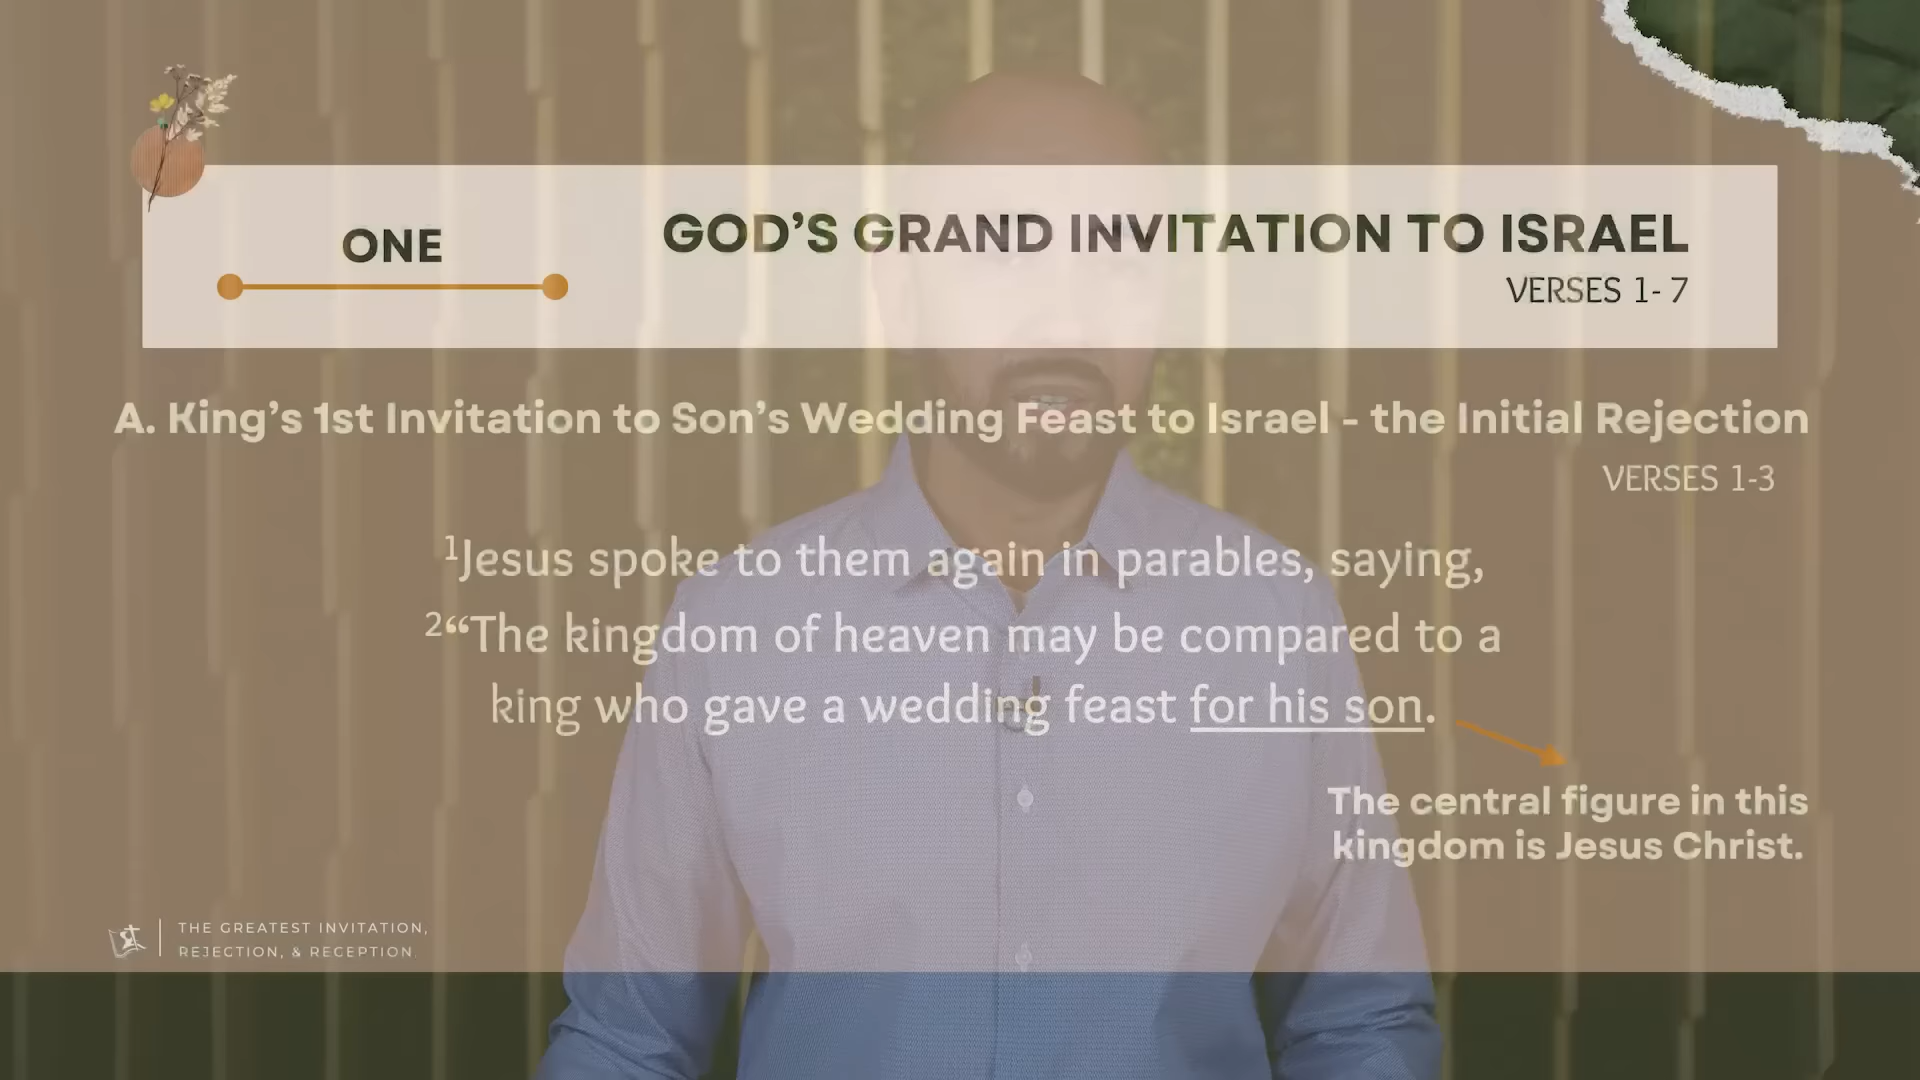 ONE
GOD’S GRAND INVITATION TO ISRAEL
VERSES 1- 7
A. King’s 1st Invitation to Son’s Wedding Feast to Israel - the Initial Rejection
VERSES 1-3
¹Jesus spoke to them again in parables, saying,
²“The kingdom of heaven may be compared to a
king who gave a wedding feast for his son.
The central figure in this
kingdom is Jesus Christ.
THE GREATEST INVITATION,
REJECTION, & RECEPTION